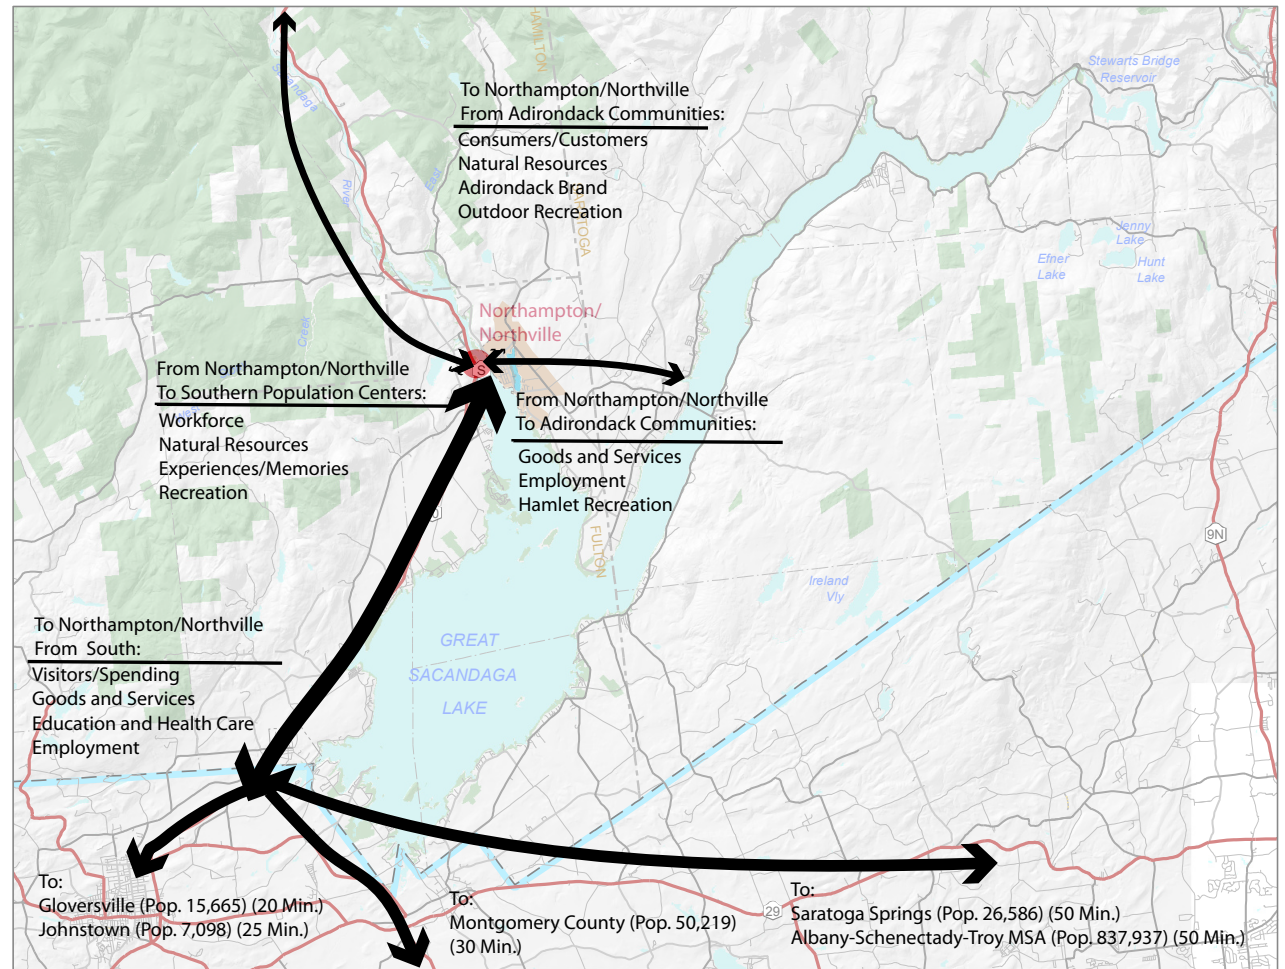 HAMILTON
Stewarts Bridge
Reservoir
Sacandaga
River
East
To Northampton/Northville
From Adirondack Communities:
Consumers/Customers
Natural Resources
Adirondack Brand
Outdoor Recreation
SARATOGA
Jenny
Lake
Efner
Lake
Hunt
Lake
Northampton/
Northville
Creek
S
From Northampton/Northville
To Southern Population Centers:
Workforce
Natural Resources
Experiences/Memories
Recreation
From Northampton/Northville
To Adirondack Communities:
Goods and Services
Employment
Hamlet Recreation
9N
FULTON
Ireland
Vly
To Northampton/Northville
From South:
Visitors/Spending
Goods and Services
Education and Health Care
Employment
GREAT
SACANDAGA
LAKE
To:
Gloversville (Pop. 15,665) (20 Min.)
Johnstown (Pop. 7,098) (25 Min.)
To:
Montgomery County (Pop. 50,219)
(30 Min.)
29
To:
Saratoga Springs (Pop. 26,586) (50 Min.)
Albany-Schenectady-Troy MSA (Pop. 837,937) (50 Min.)